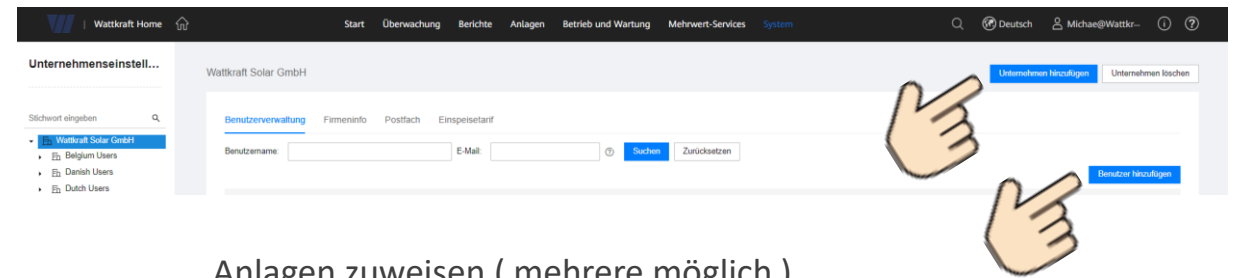 Wattkraft Home
Start Überwachung Berichte Anlagen Betrieb und Wartung Mehrwert-Services System
Deutsch Michae@Wattkr--
Unternehmenseinstell...
Wattkraft Solar GmbH
Unternehmen hinzufügen Unternehmen löschen
Stichwort eingeben
Wattkraft Solar GmbH
Belgium Users
Danish Users
Dutch Users
Benutzerverwaltung Firmeninfo Postfach Einspeisetarif
Benutzername: E-Mail: Suchen Zurücksetzen
Benutzer hinzufügen
Anlagen zuweisen ( mehrere möglich )